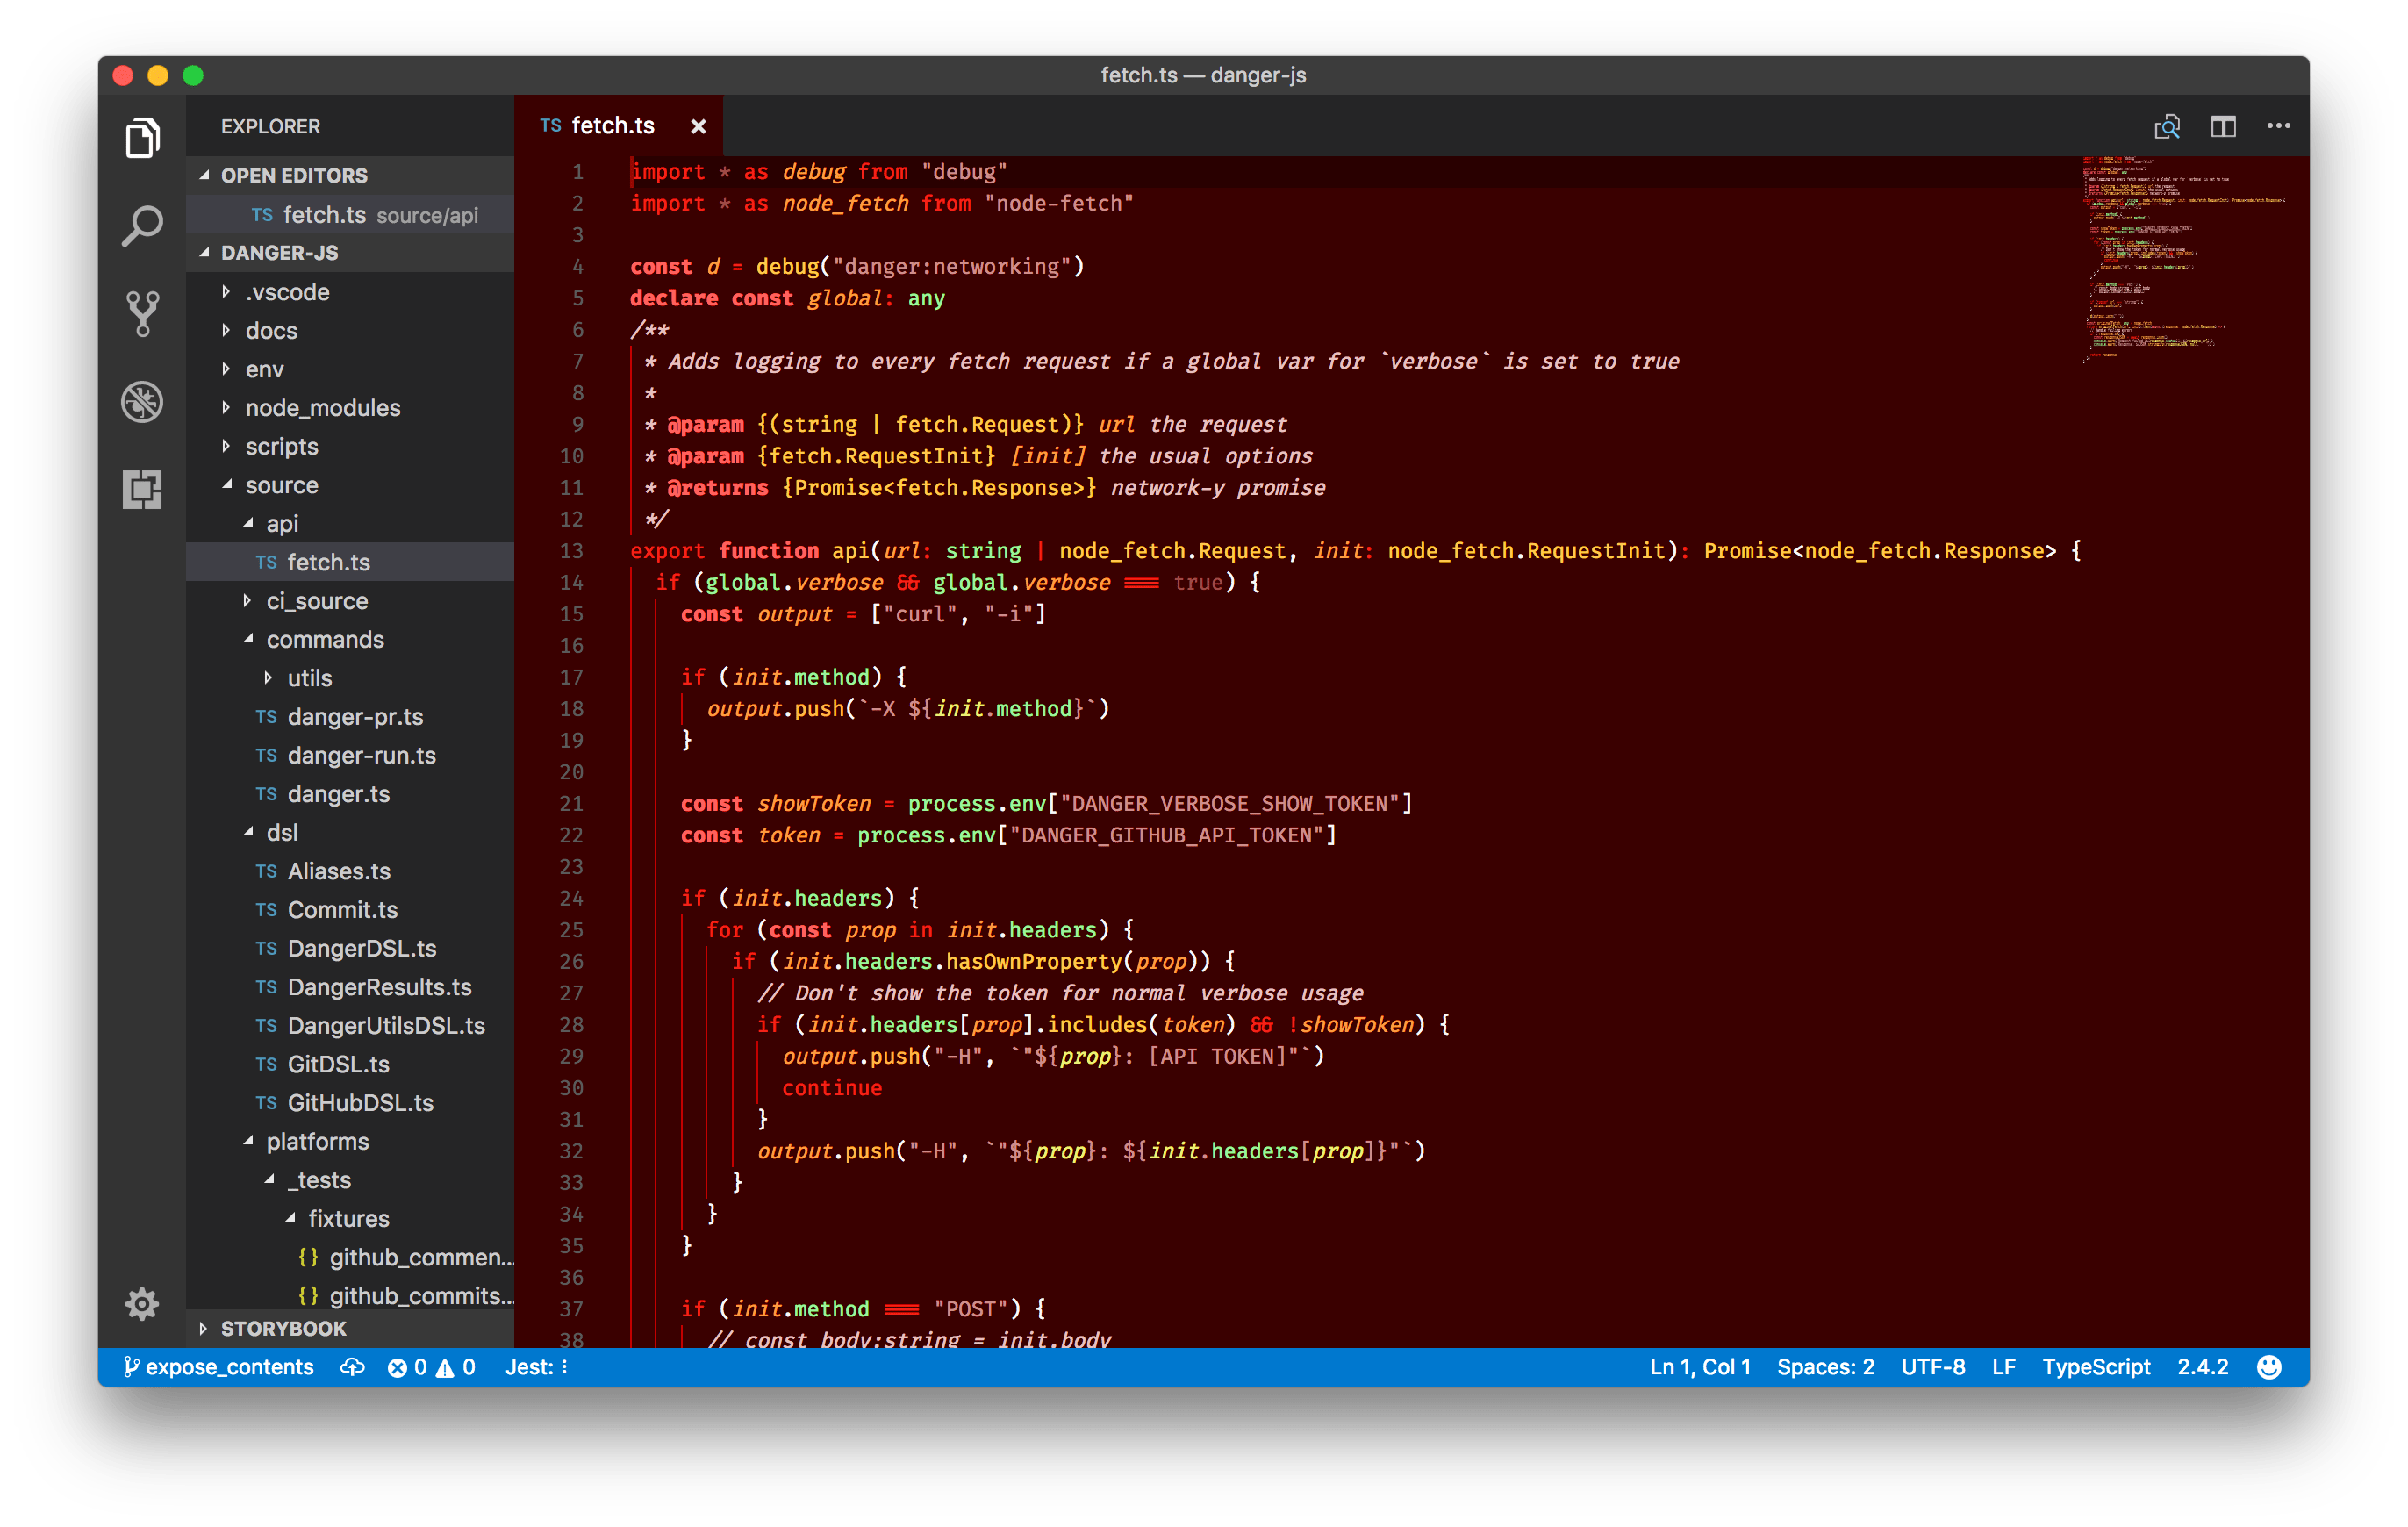 fetch.ts — danger-js
EXPLORER
OPEN EDITORS
TS fetch.ts source/api
DANGER-JS
.vscode
docs
env
node_modules
scripts
source
api
TS fetch.ts
ci_source
commands
utils
TS danger-pr.ts
TS danger-run.ts
TS danger.ts
dsl
TS Aliases.ts
TS Commit.ts
TS DangerDSL.ts
TS DangerResults.ts
TS DangerUtilsDSL.ts
TS GitDSL.ts
TS GitHubDSL.ts
platforms
_tests
fixtures
{} github_commen...
{} github_commits...
STORYBOOK
TS fetch.ts ×
1 import * as debug from "debug"
2 import * as node_fetch from "node-fetch"
3
4 const d = debug("danger:networking")
5 declare const global: any
6 /**
7 * Adds logging to every fetch request if a global var for `verbose` is set to true
8 *
9 * @param {(string | fetch.Request)} url the request
10 * @param {fetch.RequestInit} [init] the usual options
11 * @returns {Promise<fetch.Response>} network-y promise
12 */
13 export function api(url: string | node_fetch.Request, init: node_fetch.RequestInit): Promise<node_fetch.Response> {
14 if (global.verbose && global.verbose === true) {
15 const output = ["curl", "-i"]
16
17 if (init.method) {
18 output.push(`-X ${init.method}`)
19 }
20
21 const showToken = process.env["DANGER_VERBOSE_SHOW_TOKEN"]
22 const token = process.env["DANGER_GITHUB_API_TOKEN"]
23
24 if (init.headers) {
25 for (const prop in init.headers) {
26 if (init.headers.hasOwnProperty(prop)) {
27 // Don't show the token for normal verbose usage
28 if (init.headers[prop].includes(token) && !showToken) {
29 output.push("-H", `"${prop}: [API TOKEN]"`)
30 continue
31 }
32 output.push("-H", `"${prop}: ${init.headers[prop]}"`)
33 }
34 }
35 }
36
37 if (init.method === "POST") {
38 // const body:string = init.body
expose_contents 0 0 Jest: ⋮ Ln 1, Col 1 Spaces: 2 UTF-8 LF TypeScript 2.4.2